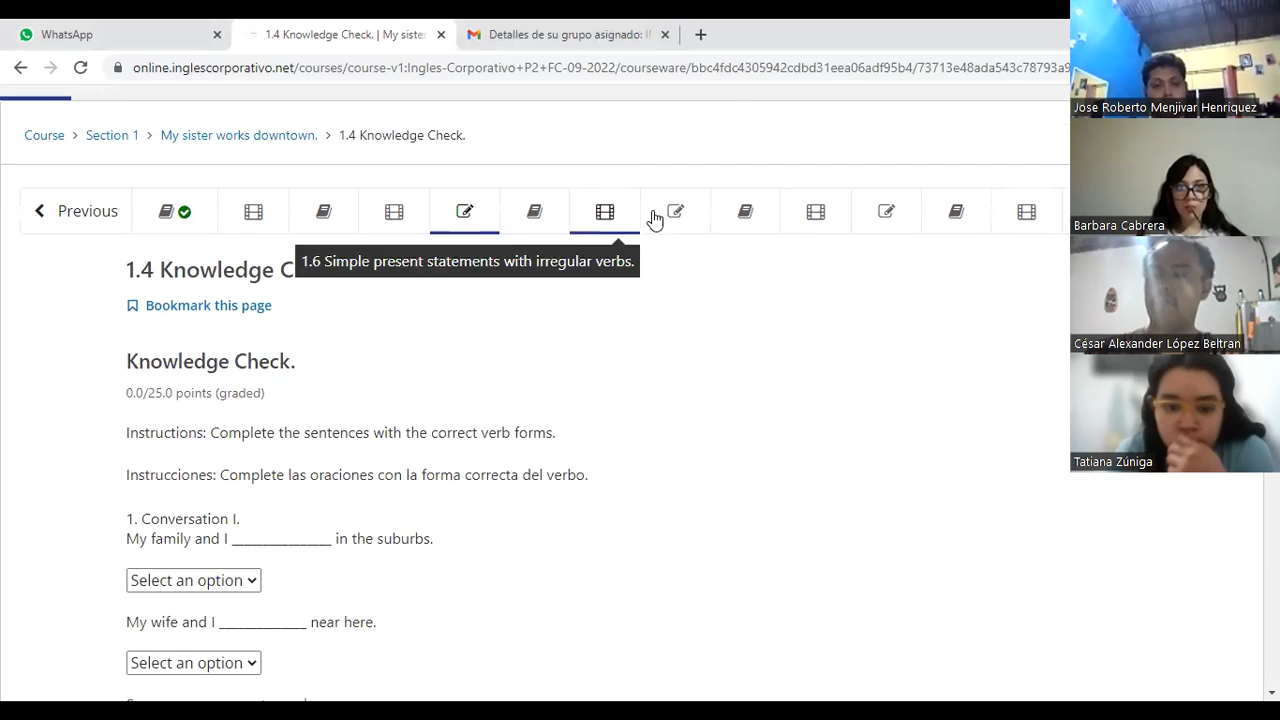 WhatsApp
1.4 Knowledge Check. | My sister
Detalles de su grupo asignado: I
online.inglescorporativo.net/courses/course-v1:Ingles-Corporativo+P2+FC-09-2022/courseware/bbc4fdc4305942cdbd31eea06adf95b4/73713e48ada543c78793a9
Course > Section 1 > My sister works downtown. > 1.4 Knowledge Check.
Previous
1.6 Simple present statements with irregular verbs.
1.4 Knowledge C
Bookmark this page
Knowledge Check.
0.0/25.0 points (graded)
Instructions: Complete the sentences with the correct verb forms.
Instrucciones: Complete las oraciones con la forma correcta del verbo.
1. Conversation I.
My family and I _______________ in the suburbs.
Select an option
My wife and I _____________ near here.
Select an option
Jose Roberto Menjivar Henriquez
Barbara Cabrera
César Alexander López Beltran
Tatiana Zúniga